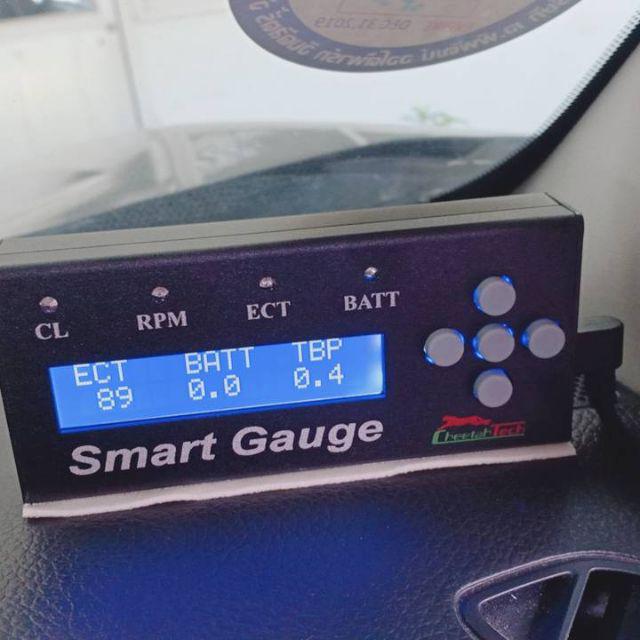 CL RPM ECT BATT
ECT BATT TBP
89 0.0 0.4
Smart Gauge
CheetahTech